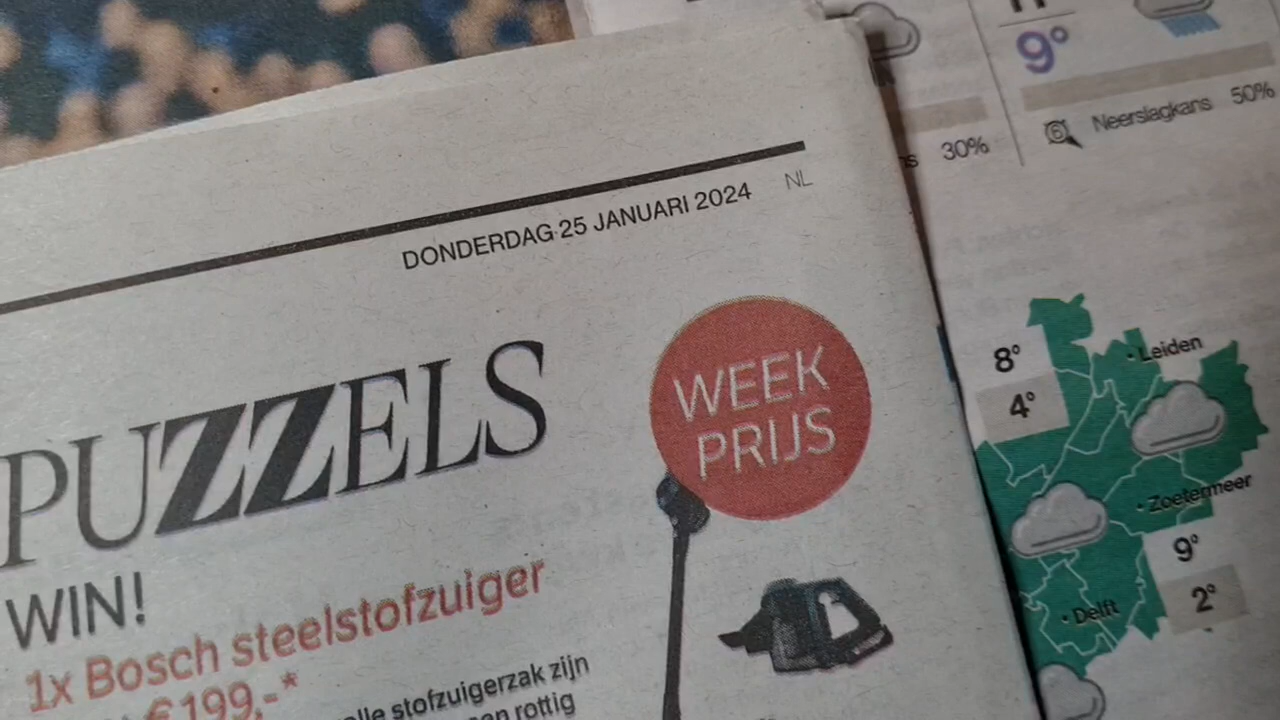 DONDERDAG 25 JANUARI 2024 NL
PUZZELS
WEEK
PRIJS
WIN!
1x Bosch steelstofzuiger
€199,-*
stofzuigerzak zijn
rottig
9°
30%
Neerslagkans 50%
8°
4°
Leiden
Zoetermeer
9°
2°
Delft